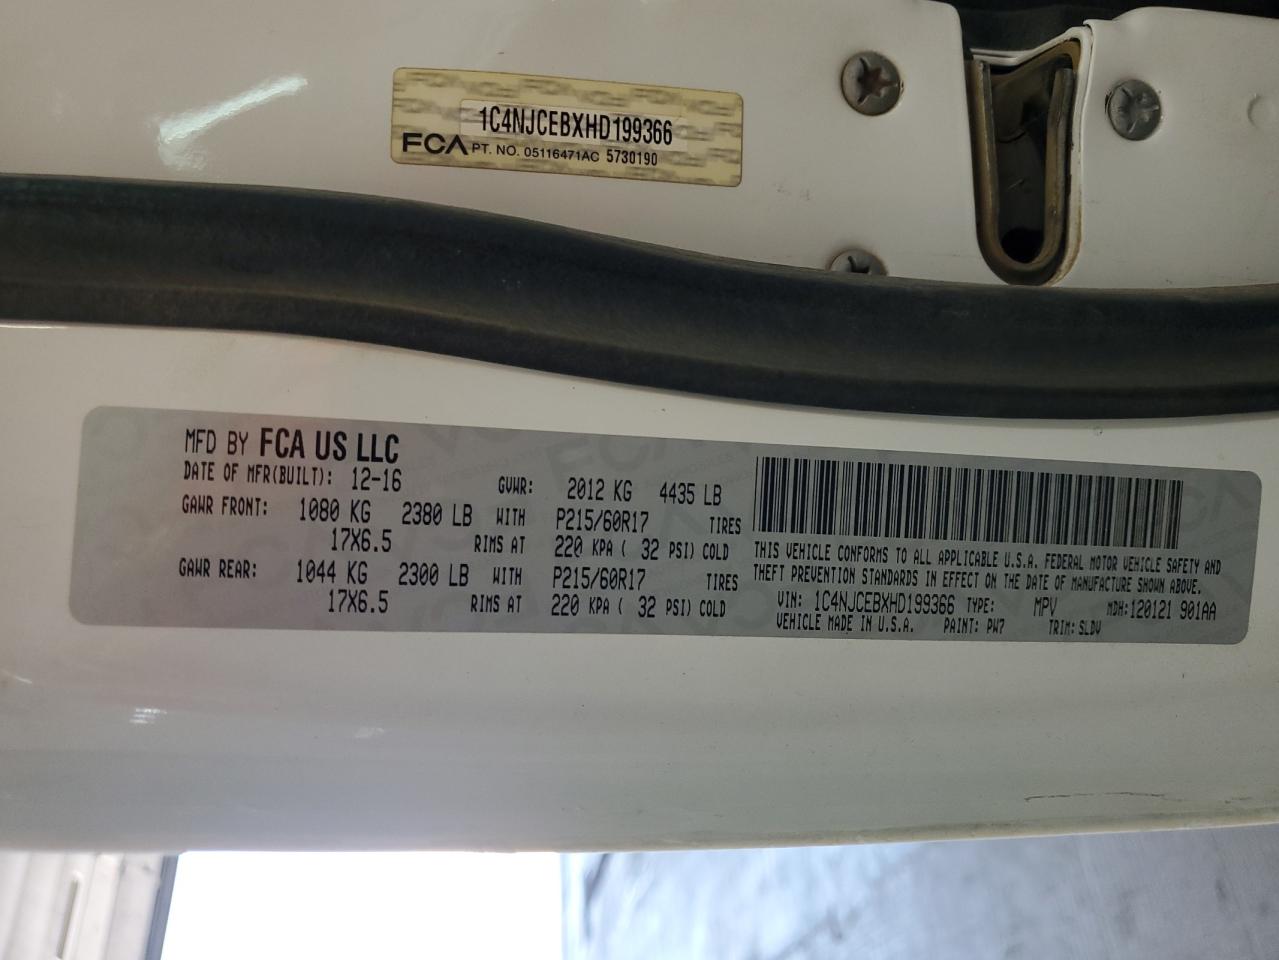 1C4NJCEBXHD199366
FCA PT. NO. 05116471AC 5730190
MFD BY FCA US LLC
DATE OF MFR(BUILT): 12-16 GVWR: 2012 KG 4435 LB
GAWR FRONT: 1080 KG 2380 LB WITH P215/60R17 TIRES
17X6.5 RIMS AT 220 KPA ( 32 PSI) COLD
GAWR REAR: 1044 KG 2300 LB WITH P215/60R17 TIRES
17X6.5 RIMS AT 220 KPA ( 32 PSI) COLD
THIS VEHICLE CONFORMS TO ALL APPLICABLE U.S.A. FEDERAL MOTOR VEHICLE SAFETY AND
THEFT PREVENTION STANDARDS IN EFFECT ON THE DATE OF MANUFACTURE SHOWN ABOVE.
VIN: 1C4NJCEBXHD199366 TYPE: MPV MDH:120121 901AA
VEHICLE MADE IN U.S.A. PAINT: PW7 TRIM: SLDV